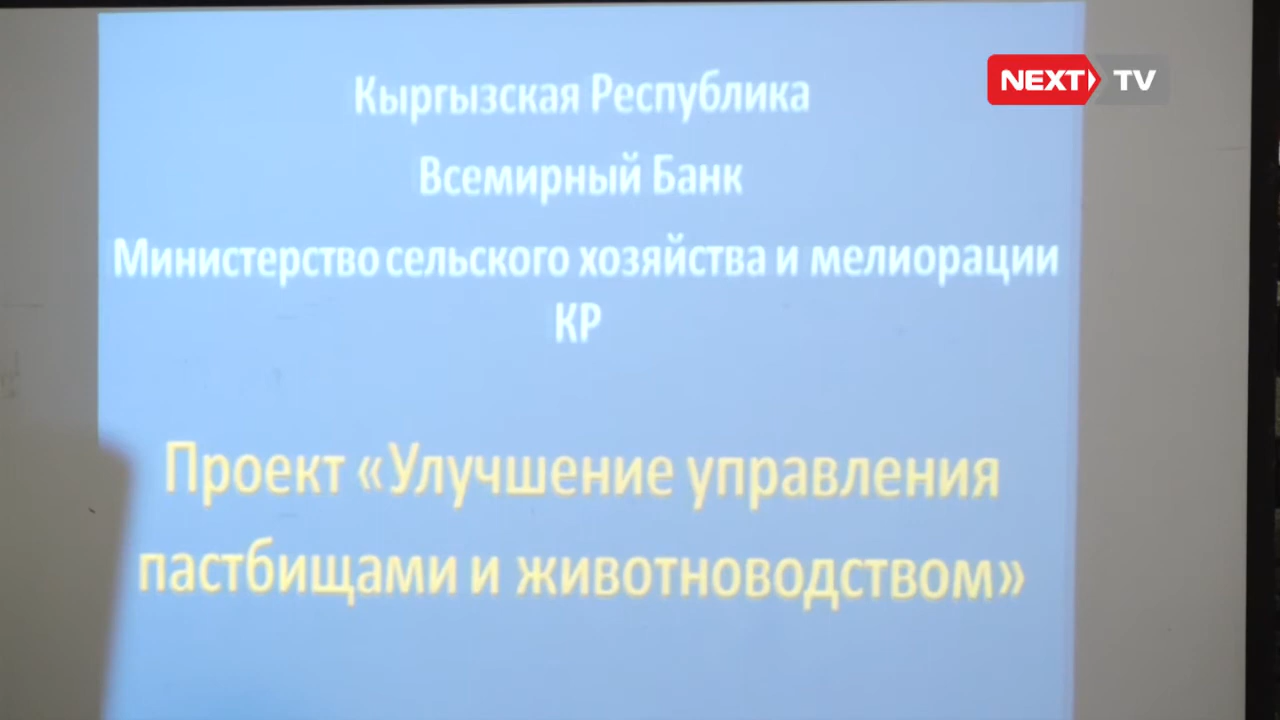 NEXT TV
Кыргызская Республика
Всемирный Банк
Министерство сельского хозяйства и мелиорации
КР
Проект «Улучшение управления
пастбищами и животноводством»